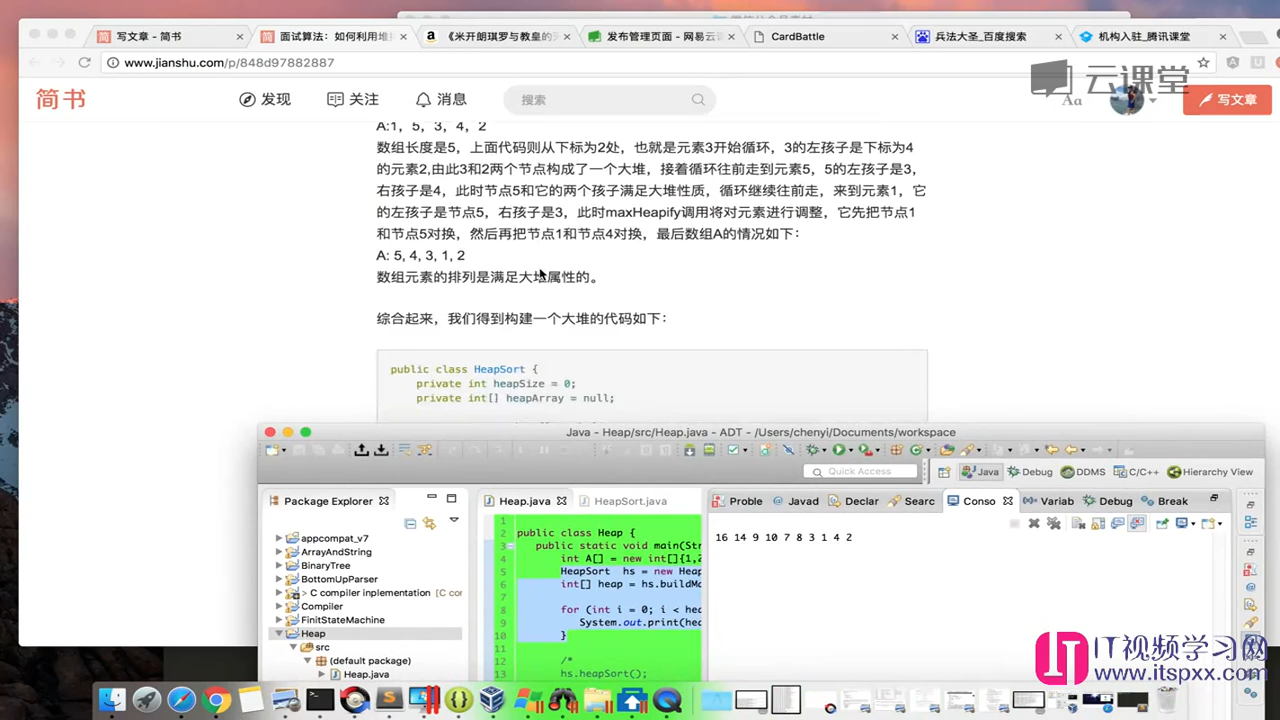 写文章 - 简书
面试算法：如何利用堆
《米开朗琪罗与教皇的
发布管理页面 - 网易云
CardBattle
兵法大圣_百度搜索
机构入驻_腾讯课堂
www.jianshu.com/p/848d97882887
云课堂
简书
发现
关注
消息
搜索
Aa
写文章
A:1，5，3，4，2
数组长度是5，上面代码则从下标为2处，也就是元素3开始循环，3的左孩子是下标为4
的元素2,由此3和2两个节点构成了一个大堆，接着循环往前走到元素5，5的左孩子是3，
右孩子是4，此时节点5和它的两个孩子满足大堆性质，循环继续往前走，来到元素1，它
的左孩子是节点5，右孩子是3，此时maxHeapify调用将对元素进行调整，它先把节点1
和节点5对换，然后再把节点1和节点4对换，最后数组A的情况如下：
A: 5, 4, 3, 1, 2
数组元素的排列是满足大堆属性的。
综合起来，我们得到构建一个大堆的代码如下：
public class HeapSort {
private int heapSize = 0;
private int[] heapArray = null;
Java - Heap/src/Heap.java - ADT - /Users/chenyi/Documents/workspace
Quick Access
Java
Debug
DDMS
C/C++
Hierarchy View
Package Explorer
Heap.java
HeapSort.java
Proble
Javad
Declar
Searc
Conso
Variab
Debug
Break
appcompat_v7
ArrayAndString
BinaryTree
BottomUpParser
> C compiler inplementation [C co
Compiler
FinitStateMachine
Heap
src
(default package)
Heap.java
1
2 public class Heap {
3 public static void main(Str
4 int A[] = new int[]{1,2
5 HeapSort hs = new Heap
6 int[] heap = hs.buildMa
7
8 for (int i = 0; i < hea
9 System.out.print(hea
10 }
11
12 /*
13 hs.heapSort();
16 14 9 10 7 8 3 1 4 2
IT
IT视频学习网
www.itspxx.com